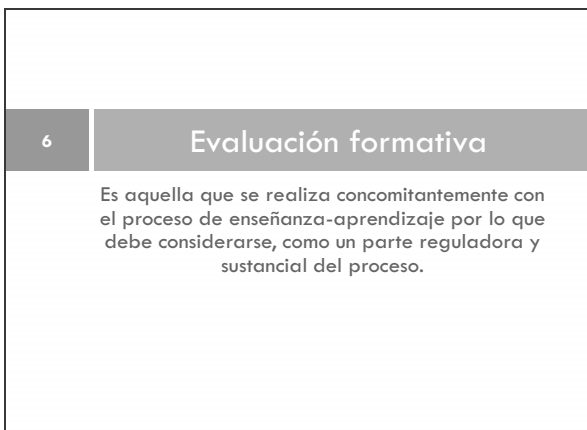 6
Evaluación formativa
Es aquella que se realiza concomitantemente con
el proceso de enseñanza-aprendizaje por lo que
debe considerarse, como un parte reguladora y
sustancial del proceso.